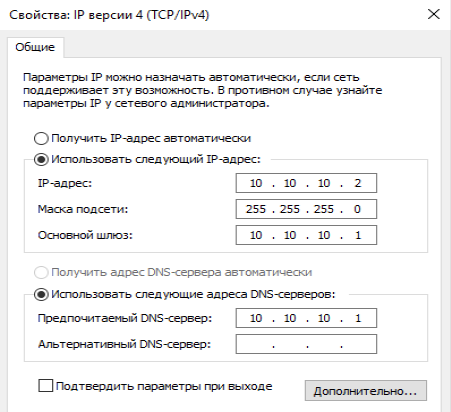 Свойства: IP версии 4 (TCP/IPv4)
Общие
Параметры IP можно назначать автоматически, если сеть
поддерживает эту возможность. В противном случае узнайте
параметры IP у сетевого администратора.
Получить IP-адрес автоматически
Использовать следующий IP-адрес:
IP-адрес: 10 . 10 . 10 . 2
Маска подсети: 255 . 255 . 255 . 0
Основной шлюз: 10 . 10 . 10 . 1
Получить адрес DNS-сервера автоматически
Использовать следующие адреса DNS-серверов:
Предпочитаемый DNS-сервер: 10 . 10 . 10 . 1
Альтернативный DNS-сервер: . . .
Подтвердить параметры при выходе
Дополнительно...